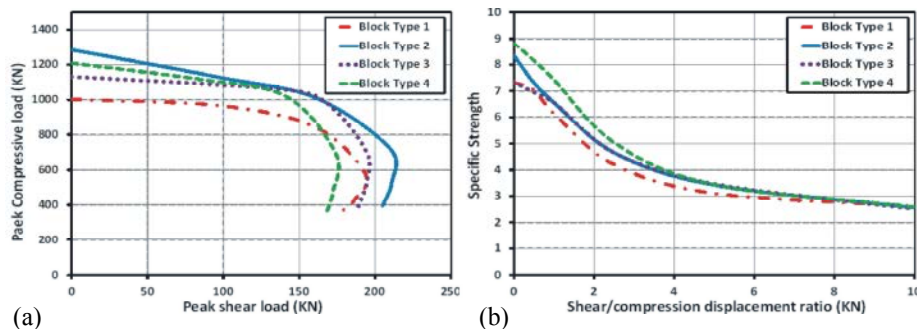 1400
1200
1000
800
600
400
200
0
Paek Compressive load (KN)
0 50 100 150 200 250
Peak shear load (KN)
Block Type 1
Block Type 2
Block Type 3
Block Type 4
(a)
10
9
8
7
6
5
4
3
2
1
0
Specific Strength
0 2 4 6 8 10
Shear/compression displacement ratio (KN)
Block Type 1
Block Type 2
Block Type 3
Block Type 4
(b)